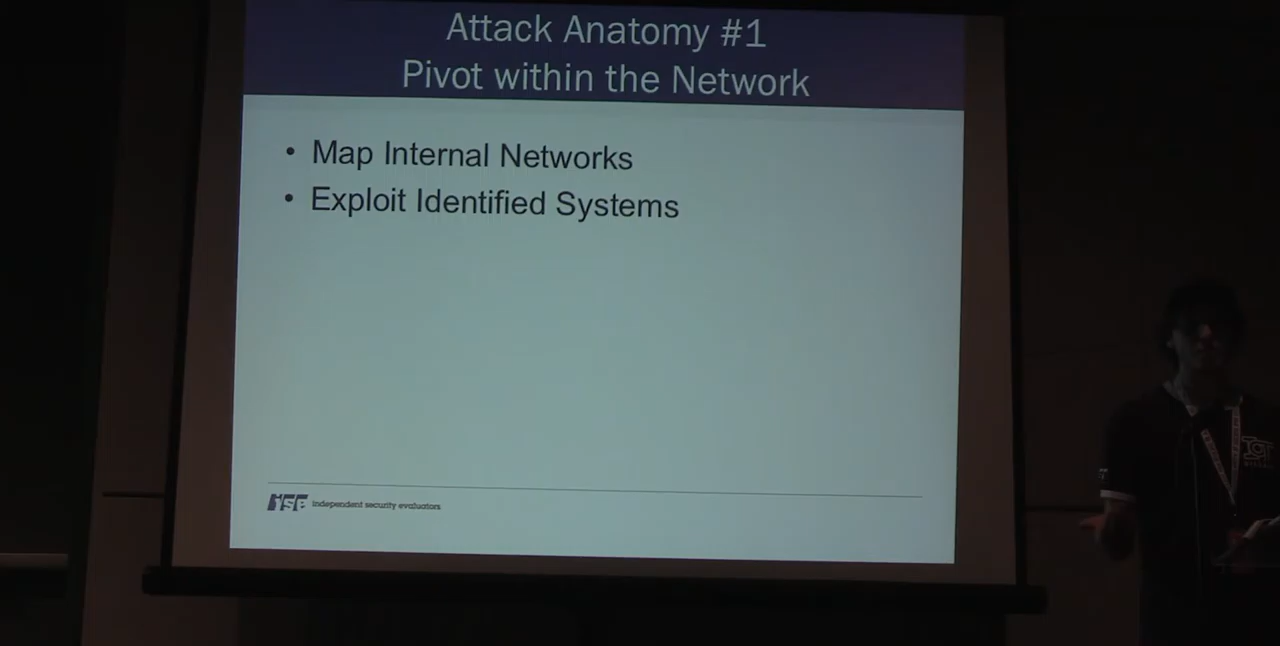 Attack Anatomy #1
Pivot within the Network
• Map Internal Networks
• Exploit Identified Systems
ISE independent security evaluators